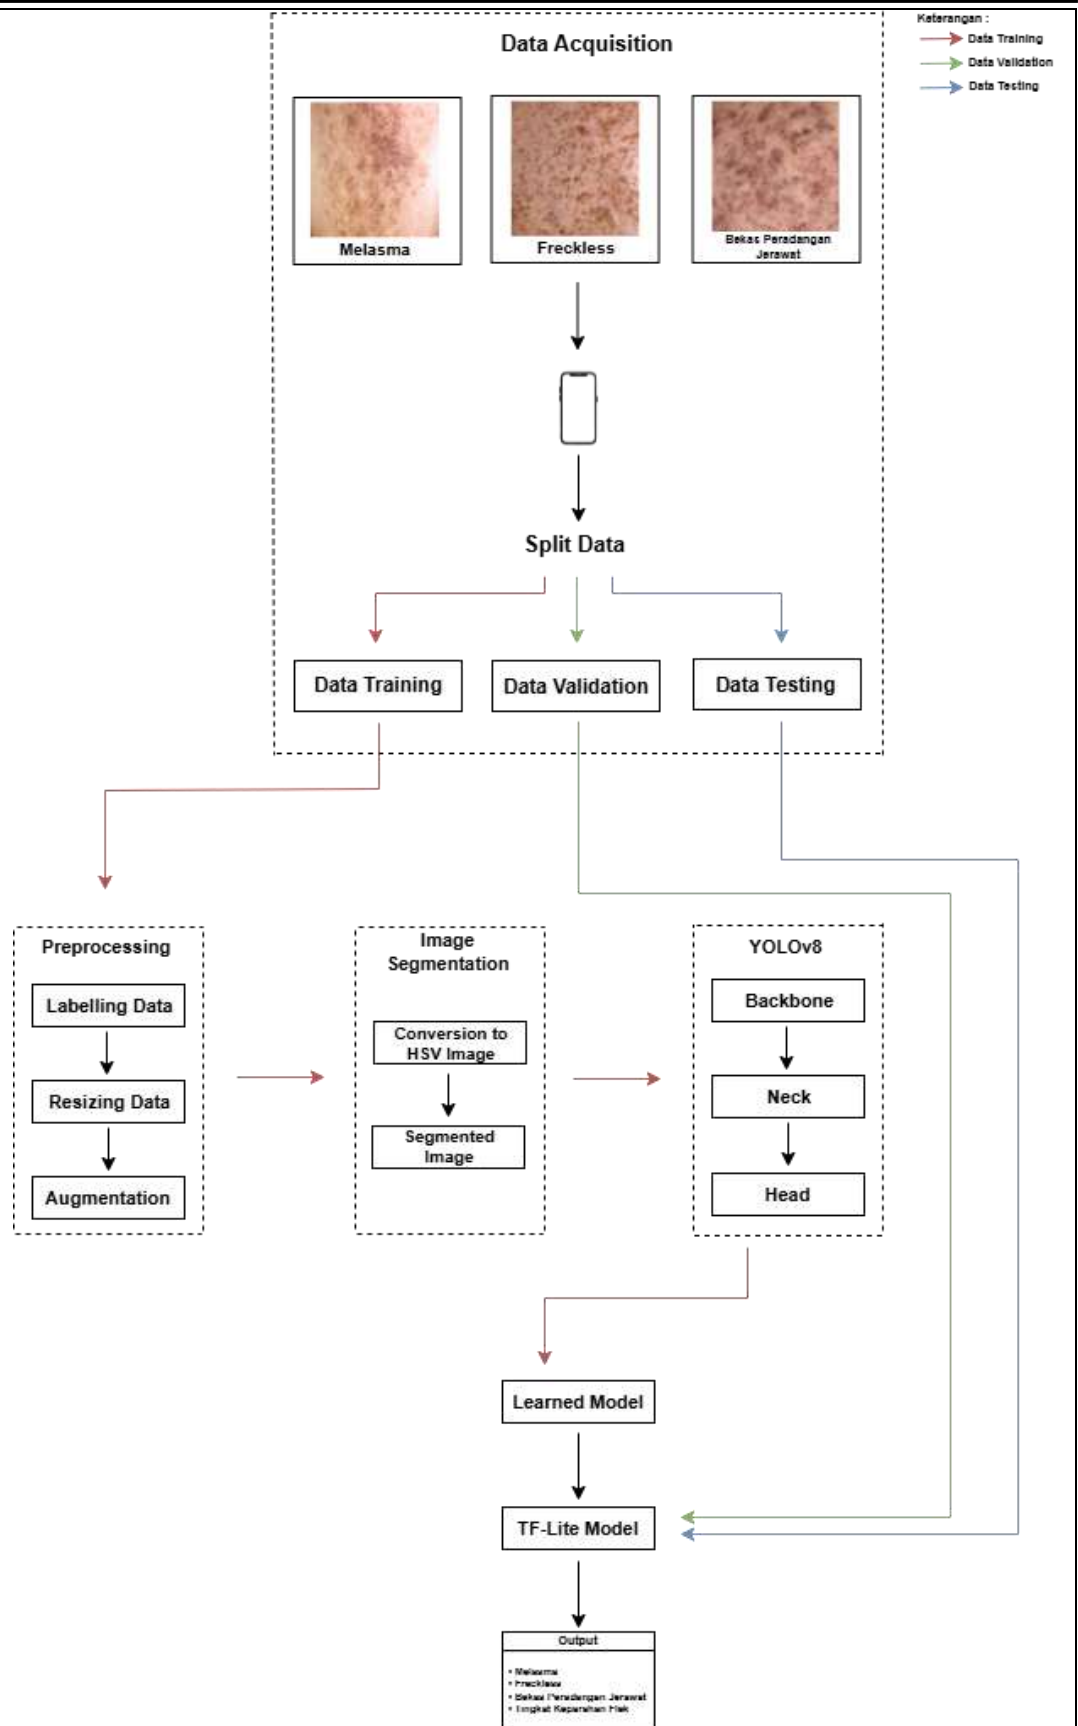 Data Acquisition
Keterangan :
Data Training
Data Validation
Data Testing
Melasma
Freckless
Bekas Peradangan
Jerawat
Split Data
Data Training
Data Validation
Data Testing
Preprocessing
Labelling Data
Resizing Data
Augmentation
Image
Segmentation
Conversion to
HSV Image
Segmented
Image
YOLOv8
Backbone
Neck
Head
Learned Model
TF-Lite Model
Output
• Melasma
• Freckless
• Bekas Peradangan Jerawat
• Tingkat Keparahan Flek